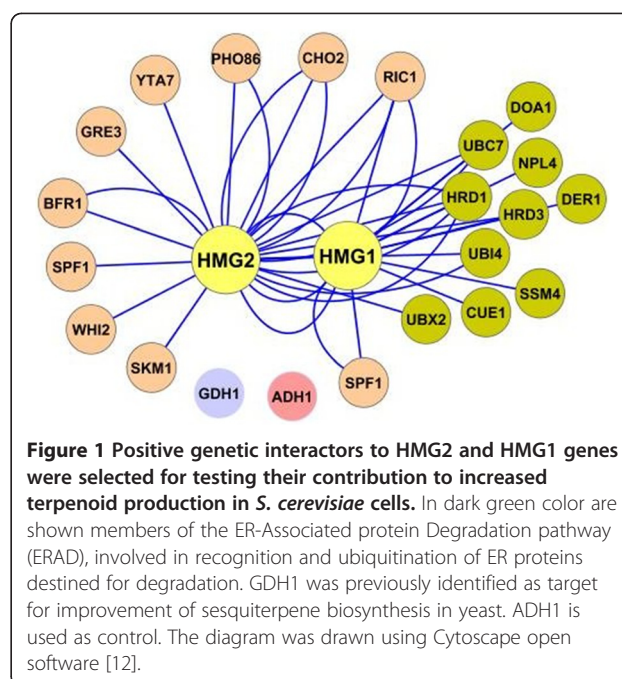 PHO86
CHO2
RIC1
YTA7
GRE3
BFR1
SPF1
WHI2
SKM1
HMG2
HMG1
DOA1
UBC7
NPL4
HRD1
DER1
HRD3
UBI4
SSM4
CUE1
UBX2
SPF1
GDH1
ADH1
Figure 1 Positive genetic interactors to HMG2 and HMG1 genes
were selected for testing their contribution to increased
terpenoid production in S. cerevisiae cells. In dark green color are
shown members of the ER-Associated protein Degradation pathway
(ERAD), involved in recognition and ubiquitination of ER proteins
destined for degradation. GDH1 was previously identified as target
for improvement of sesquiterpene biosynthesis in yeast. ADH1 is
used as control. The diagram was drawn using Cytoscape open
software [12].